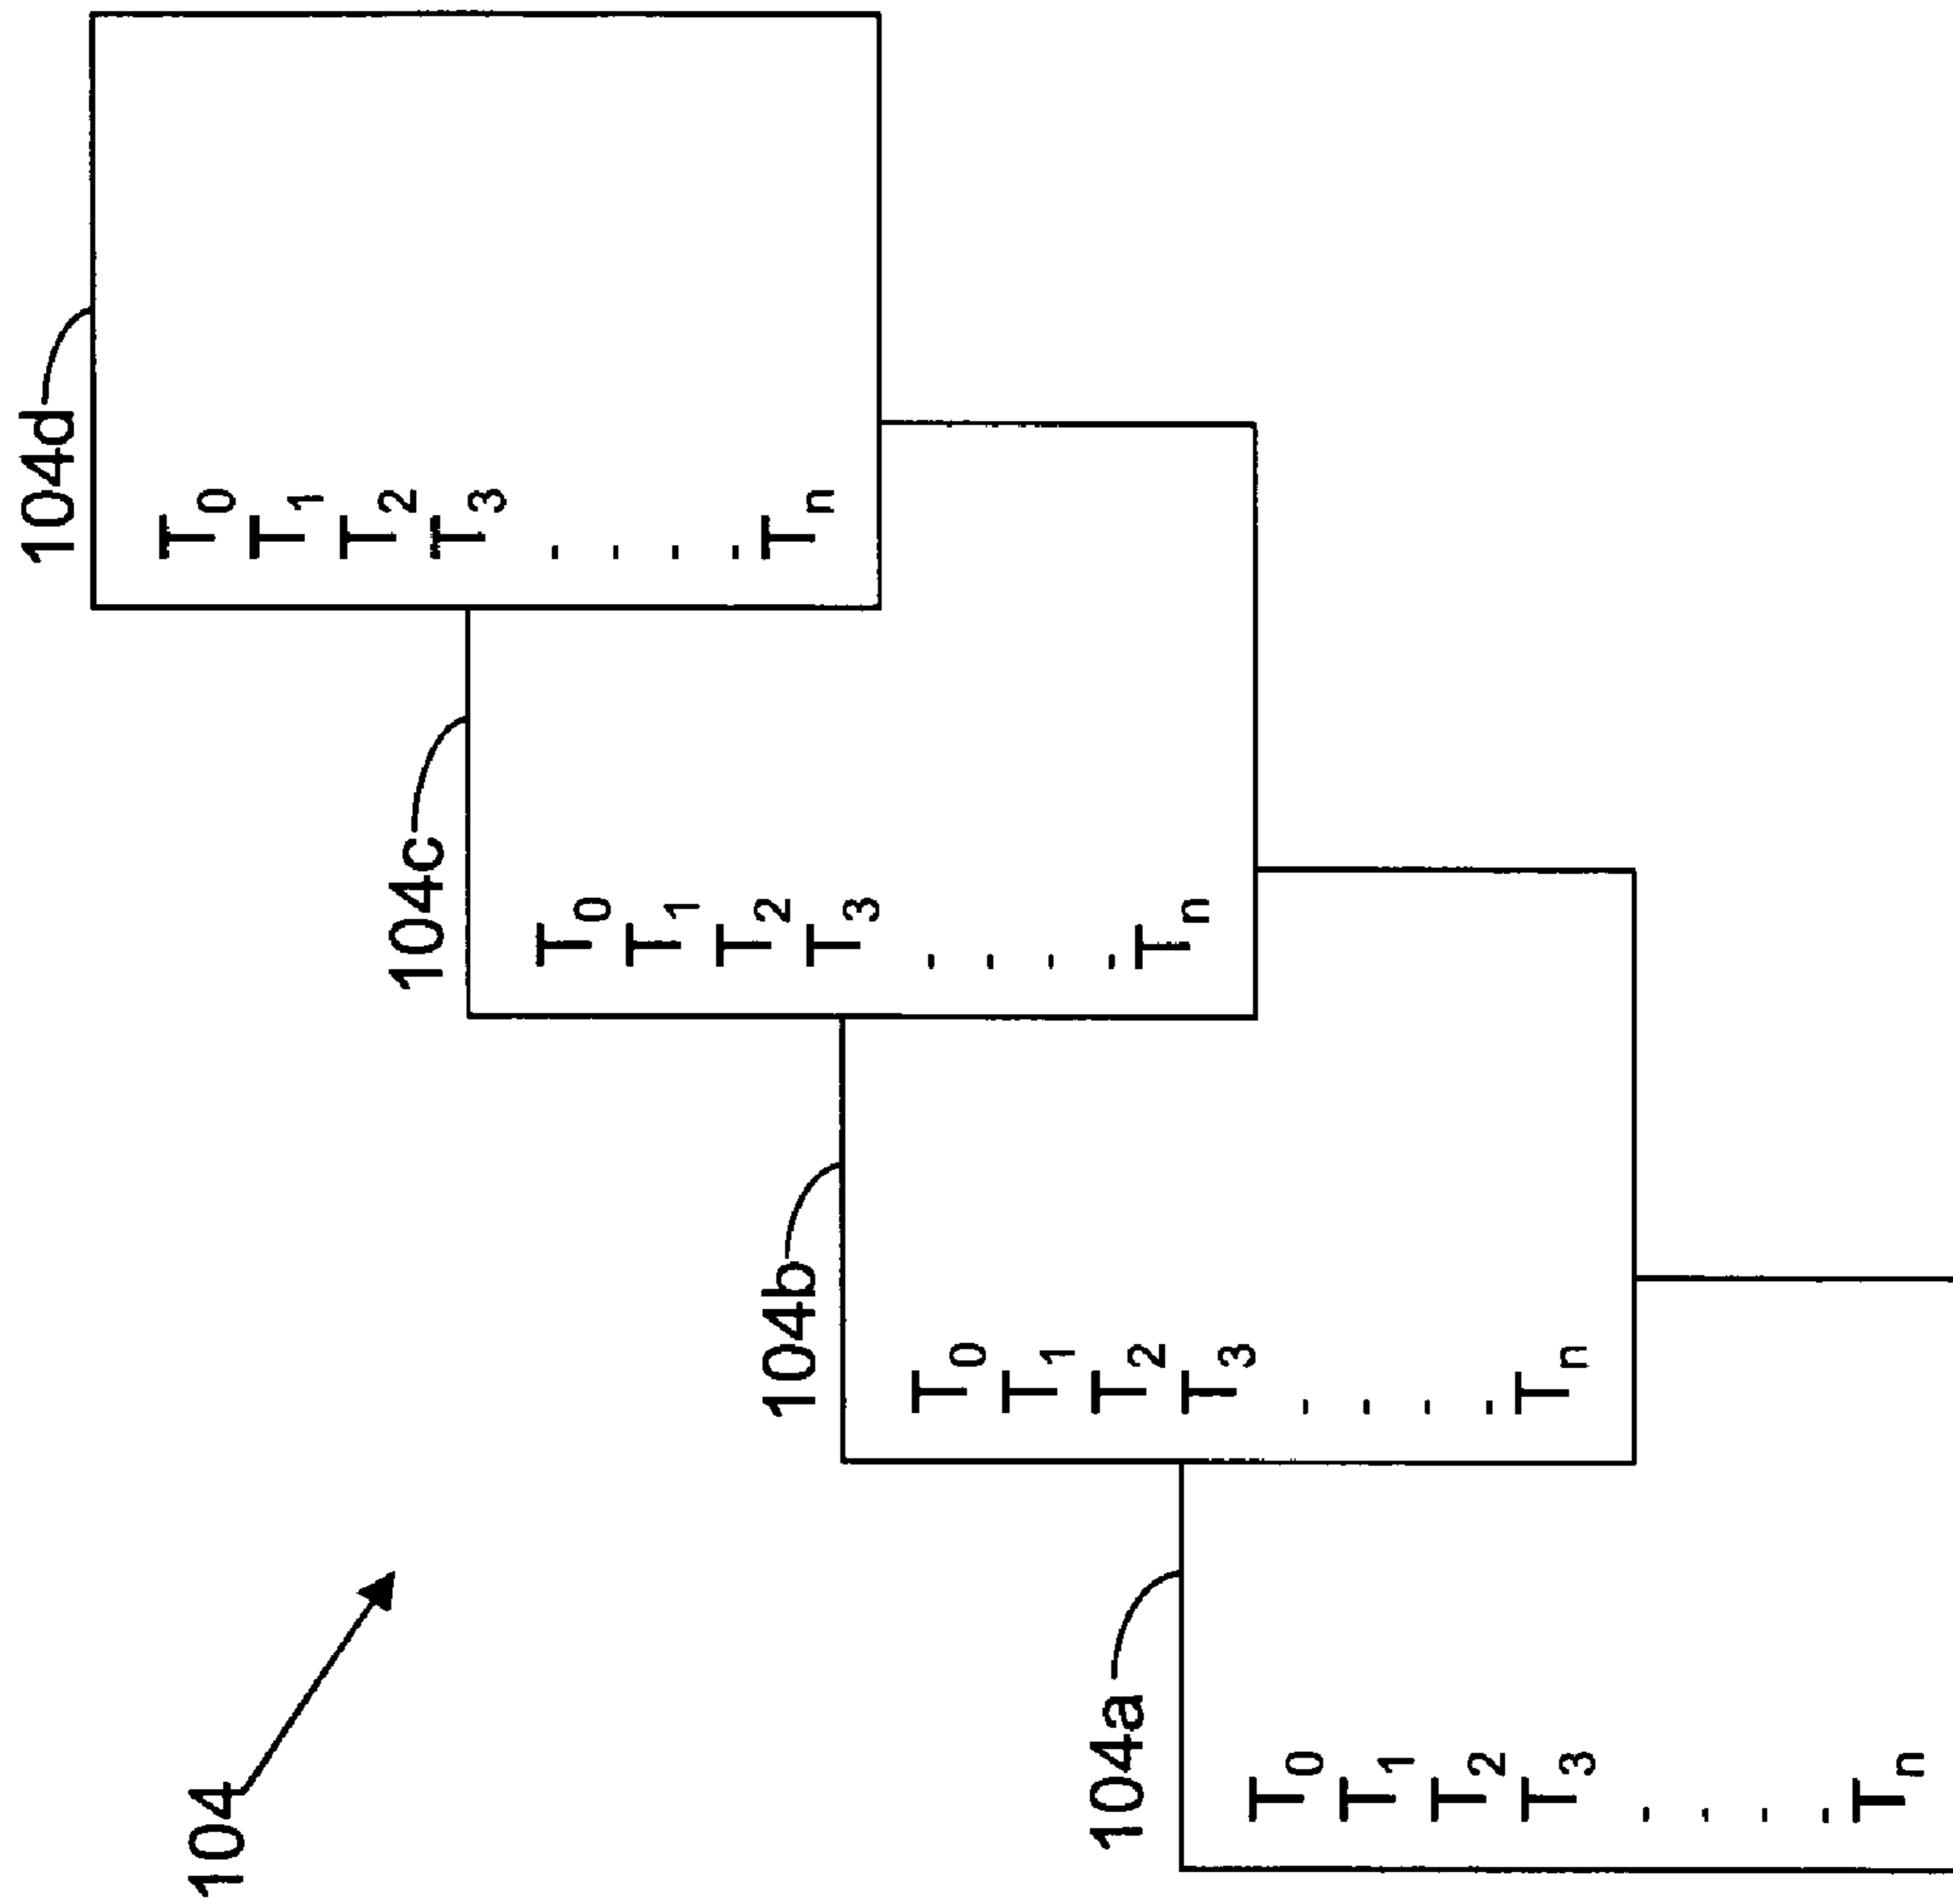 104
104d
T0
T1
T2
T3
.
.
.
.
Tn
104c
T0
T1
T2
T3
.
.
.
.
Tn
104b
T0
T1
T2
T3
.
.
.
.
Tn
104a
T0
T1
T2
T3
.
.
.
.
Tn